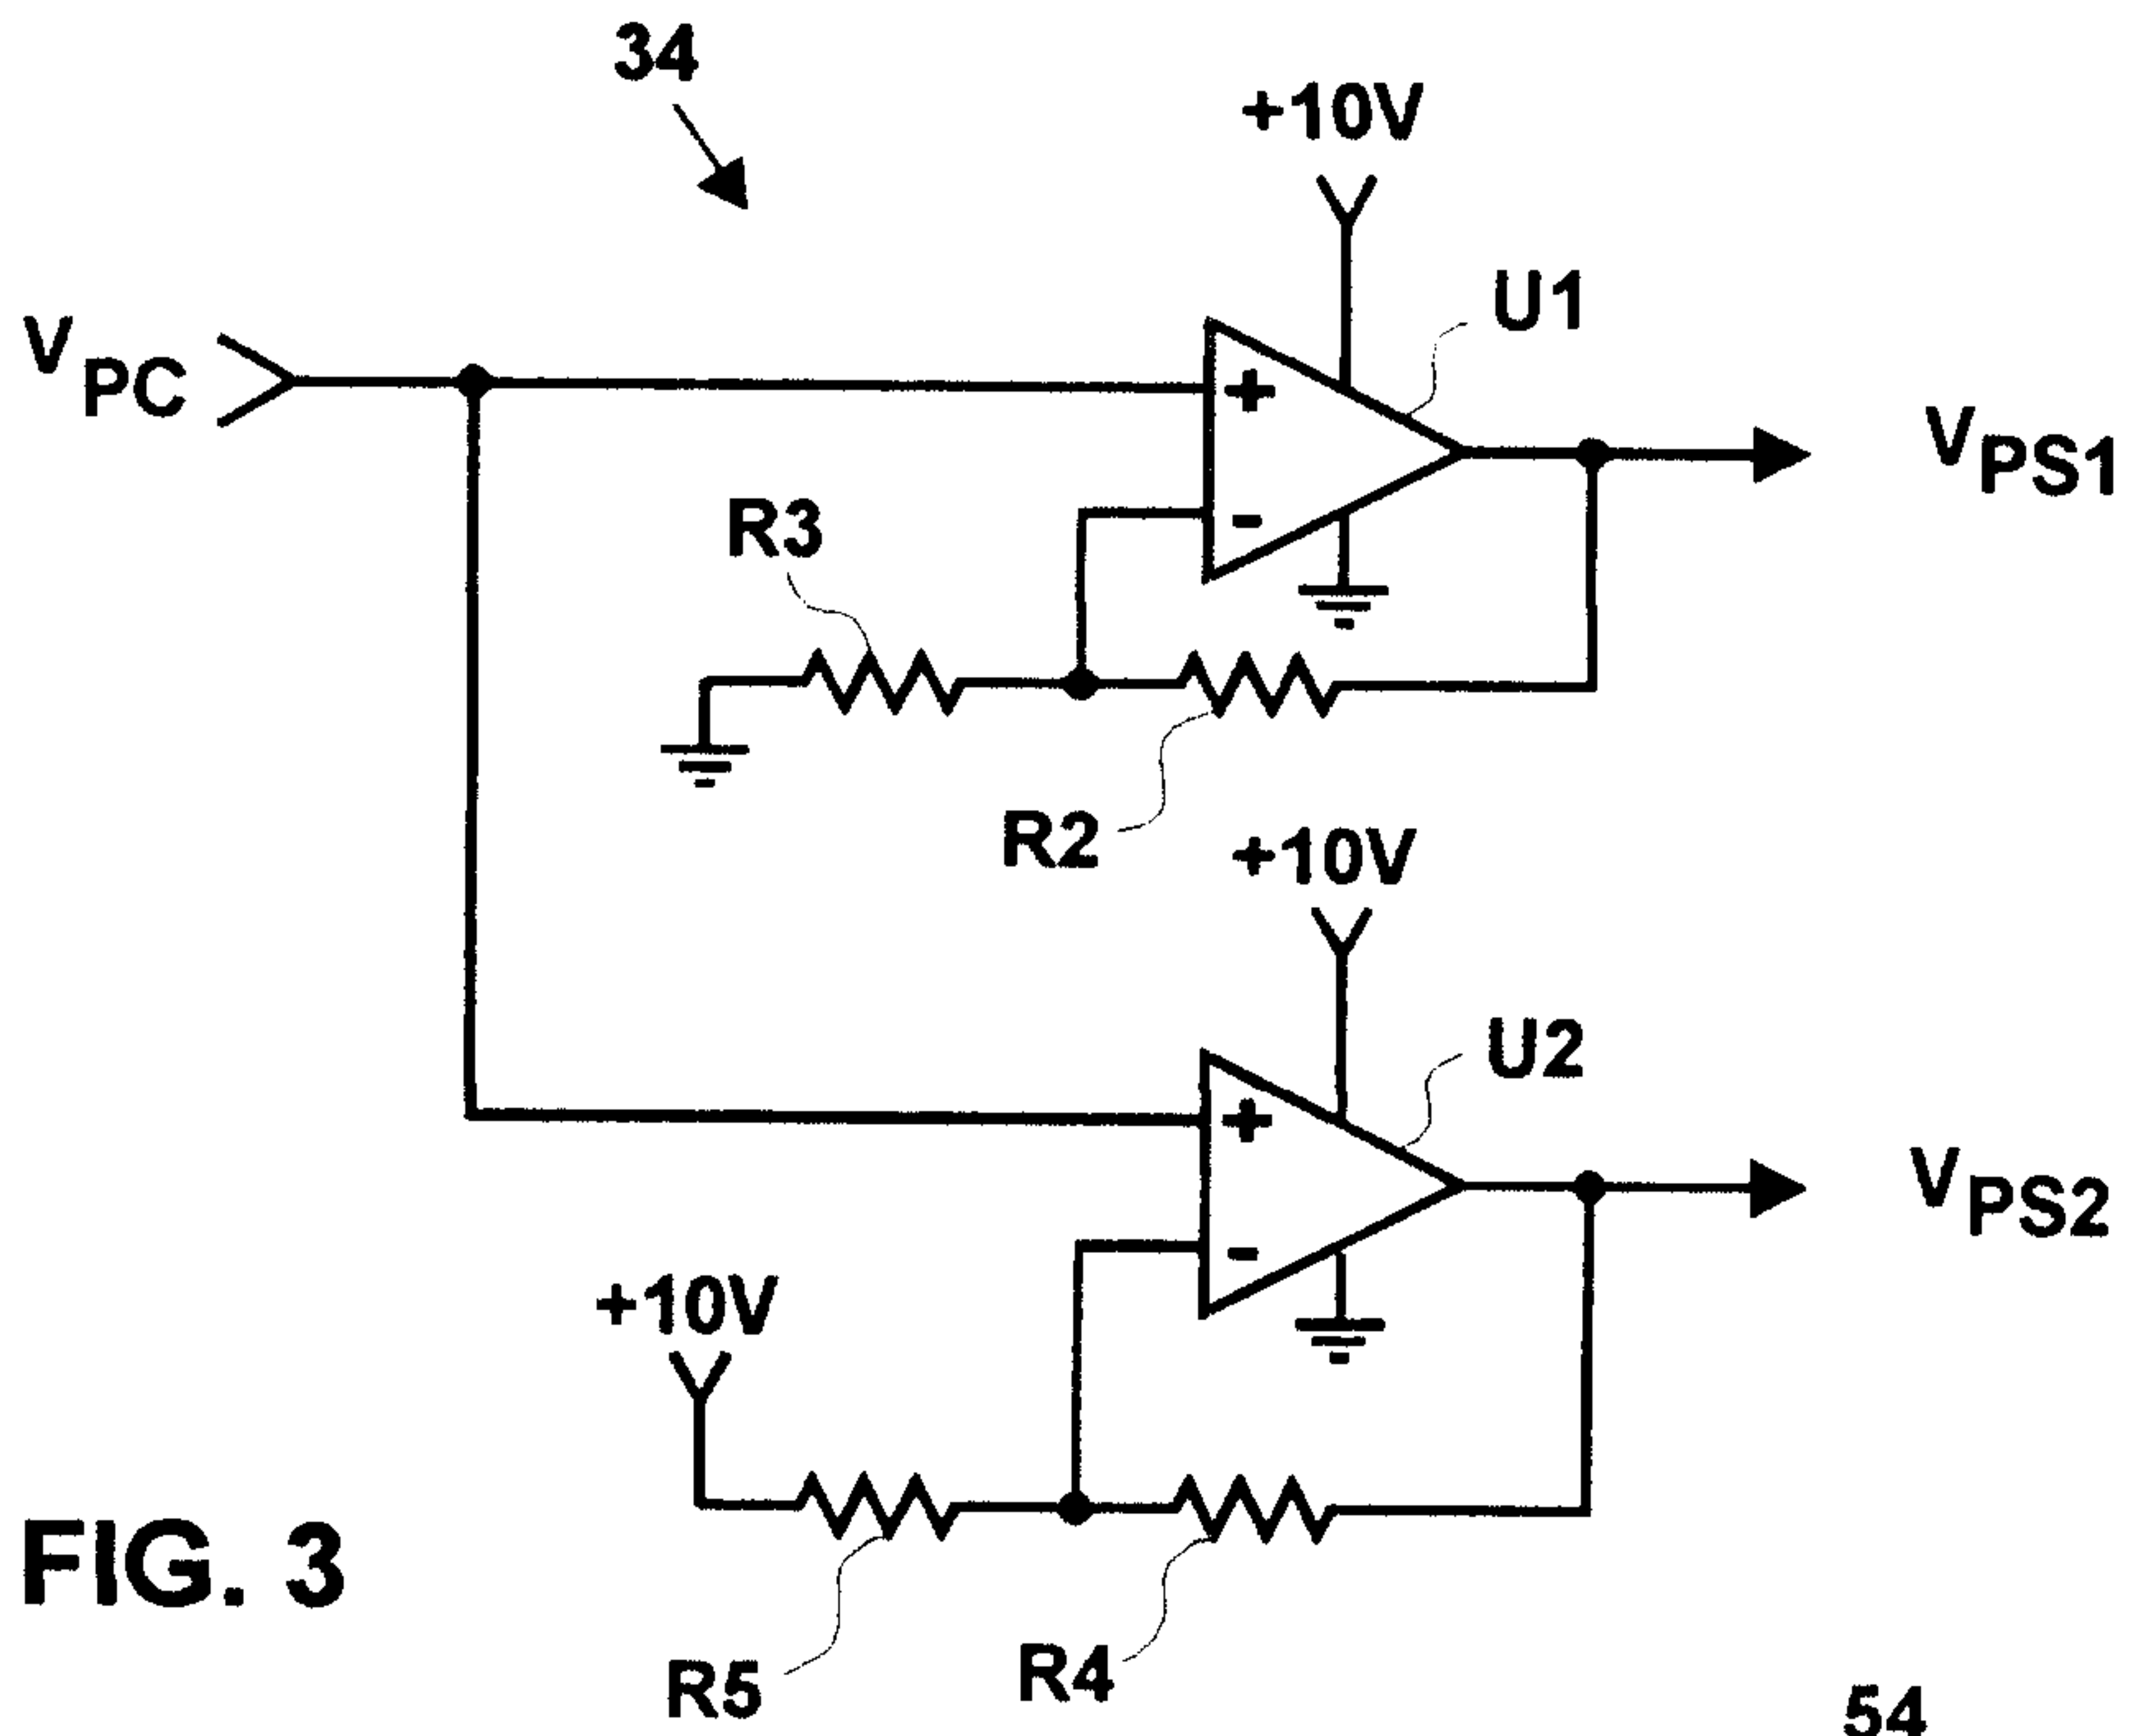 34
+10V
U1
VPC
VPS1
R3
R2
+10V
U2
VPS2
+10V
FIG. 3
R5
R4
54